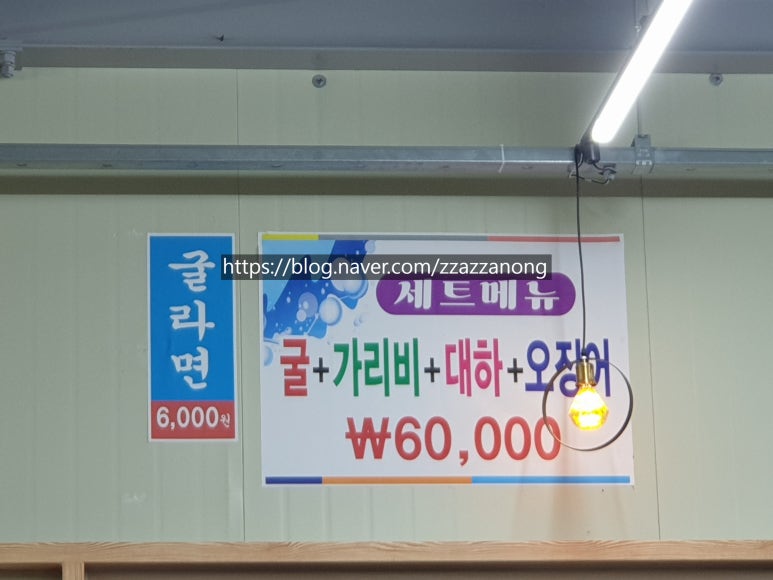 굴라면
6,000원
https://blog.naver.com/zzazzanong
세트메뉴
굴+가리비+대하+오징어
₩60,000